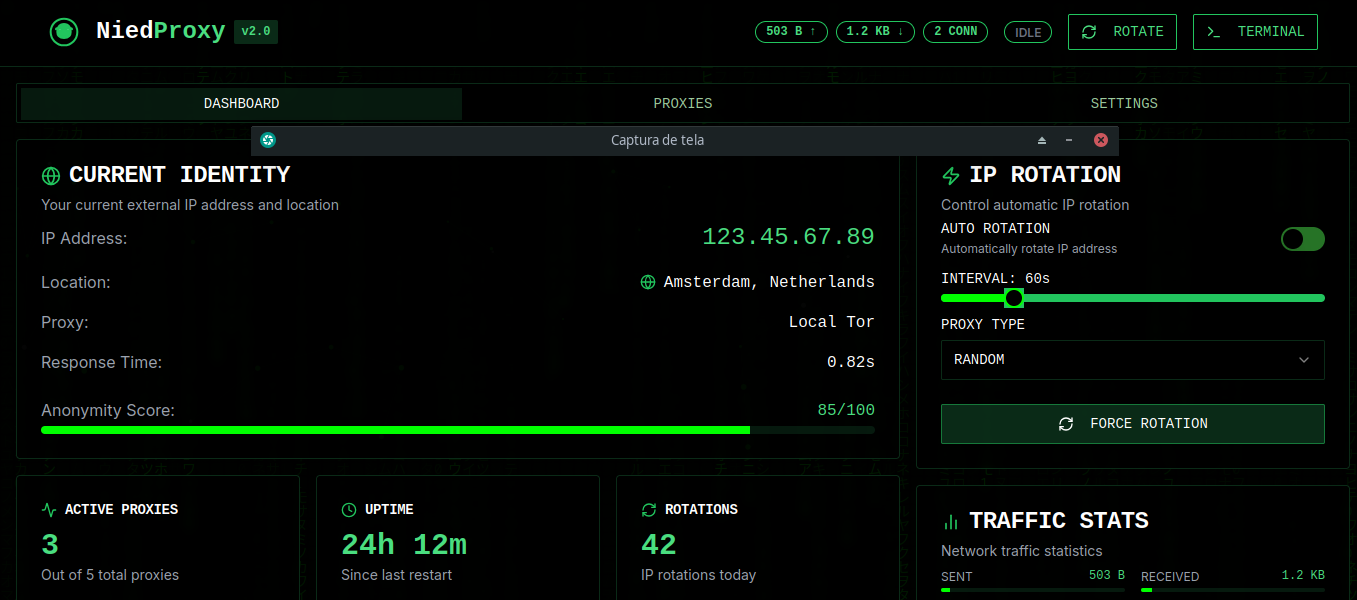 NiedProxy v2.0
503 B ↑ 1.2 KB ↓ 2 CONN IDLE ROTATE TERMINAL
DASHBOARD PROXIES SETTINGS
Captura de tela
CURRENT IDENTITY
Your current external IP address and location
IP Address: 123.45.67.89
Location: Amsterdam, Netherlands
Proxy: Local Tor
Response Time: 0.82s
Anonymity Score: 85/100
IP ROTATION
Control automatic IP rotation
AUTO ROTATION
Automatically rotate IP address
INTERVAL: 60s
PROXY TYPE
RANDOM
FORCE ROTATION
ACTIVE PROXIES
3
Out of 5 total proxies
UPTIME
24h 12m
Since last restart
ROTATIONS
42
IP rotations today
TRAFFIC STATS
Network traffic statistics
SENT 503 B RECEIVED 1.2 KB